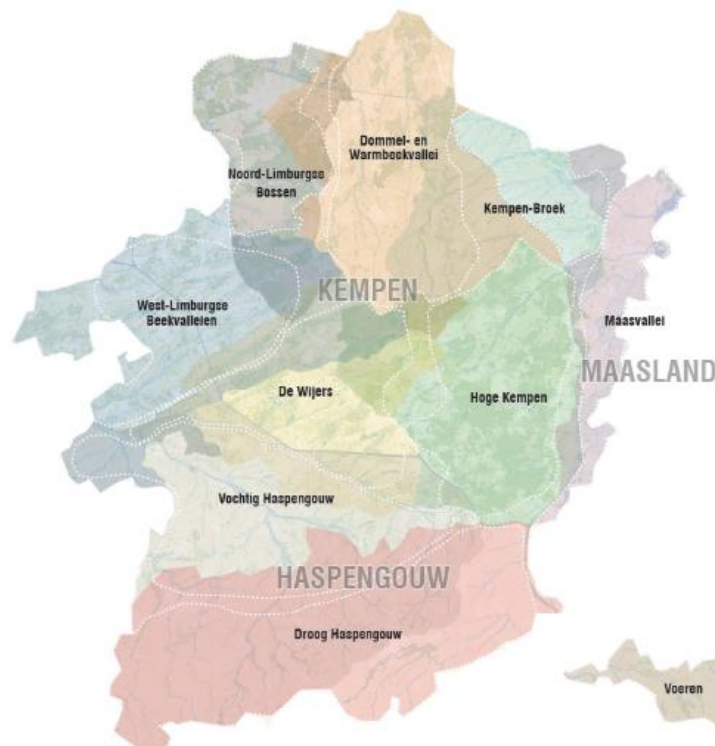 Dommel- en
Warmbeekvallei
Noord-Limburgse
Bossen
Kempen-Broek
KEMPEN
West-Limburgse
Beekvalleien
Maasvallei
MAASLAND
De Wijers
Hoge Kempen
Vochtig Haspengouw
HASPENGOUW
Droog Haspengouw
Voeren